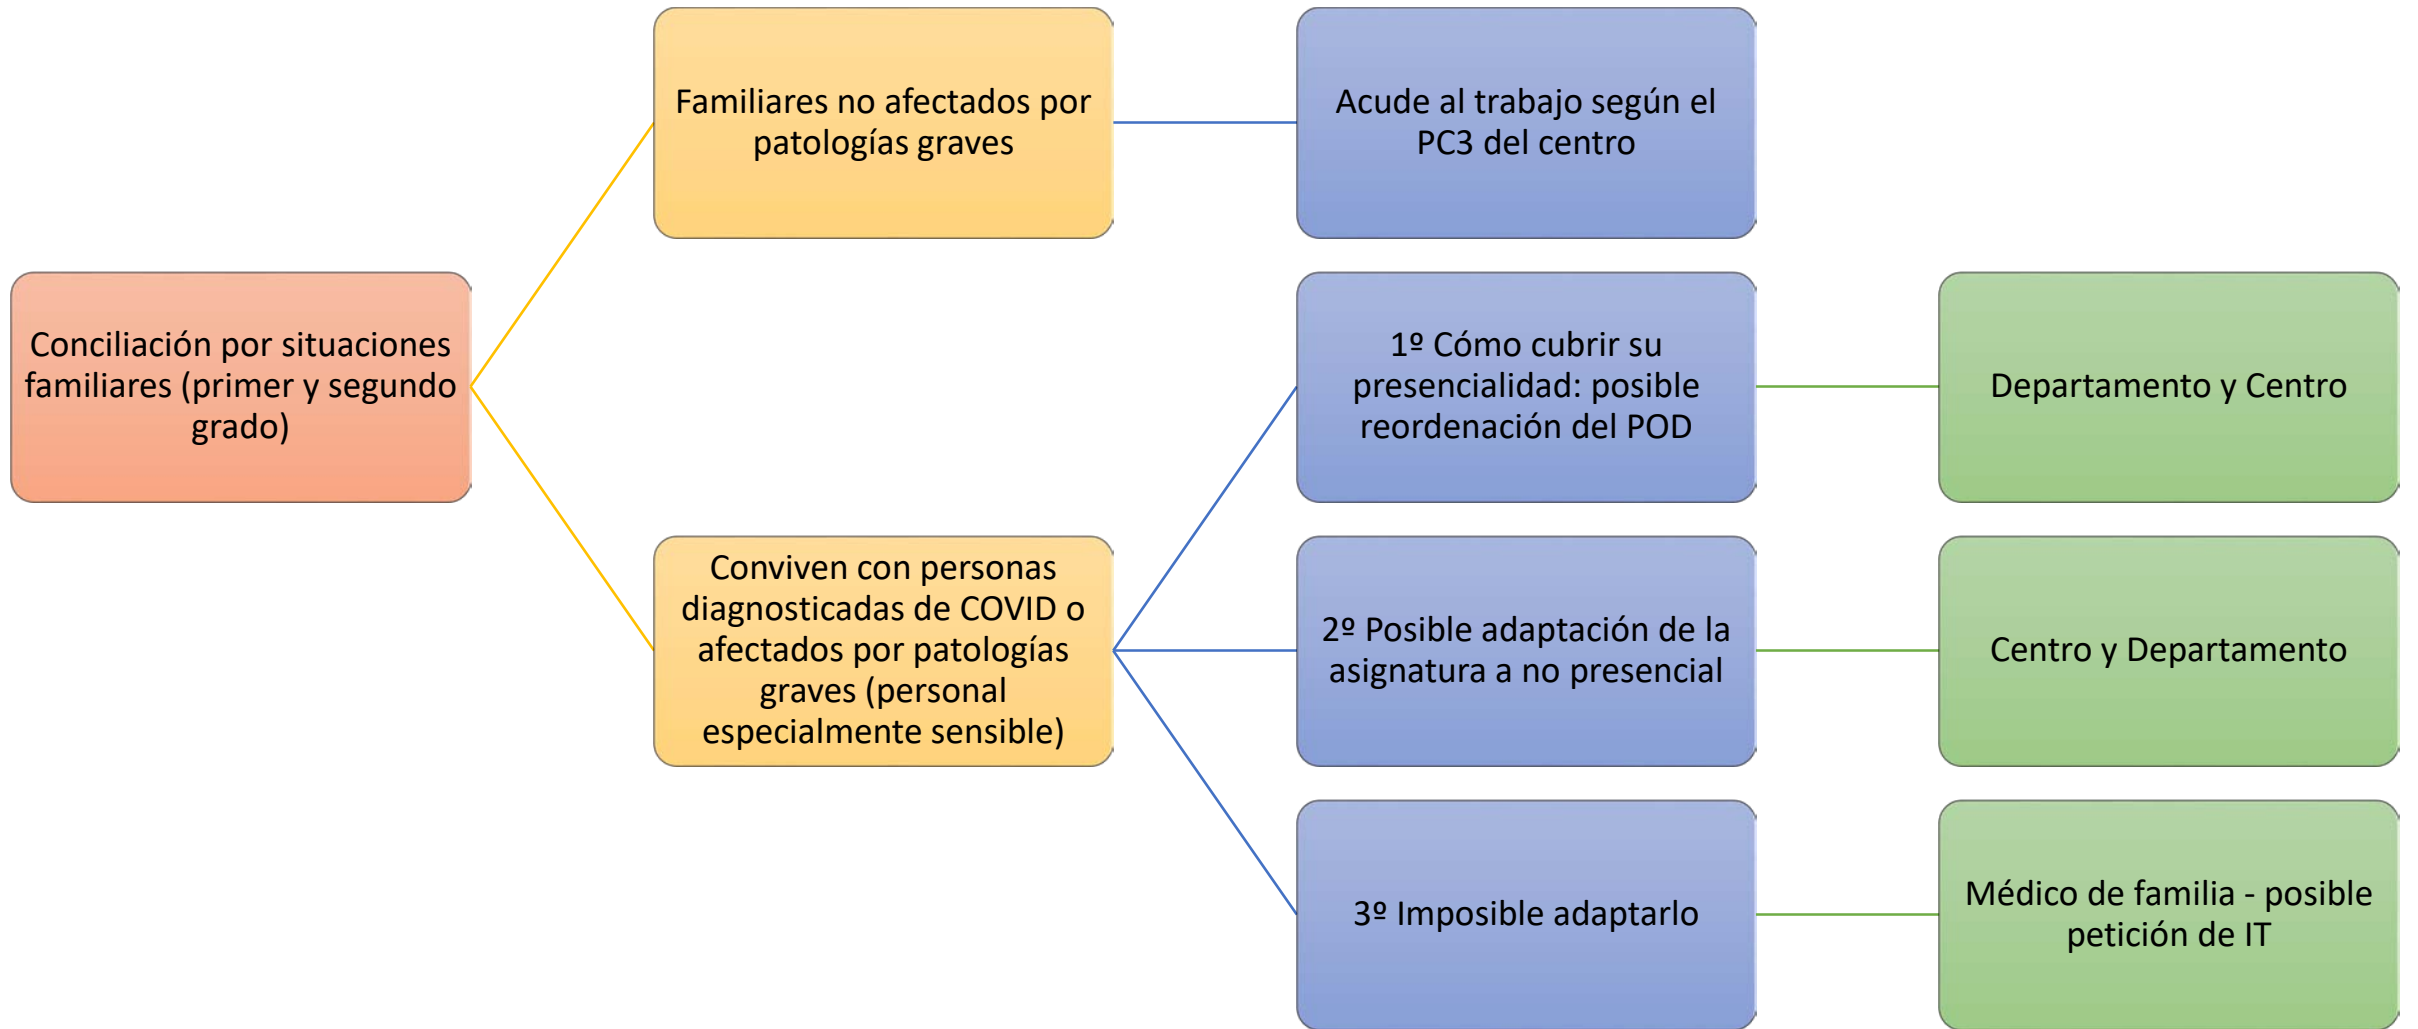 Familiares no afectados por
patologías graves
Acude al trabajo según el
PC3 del centro
Conciliación por situaciones
familiares (primer y segundo
grado)
1º Cómo cubrir su
presencialidad: posible
reordenación del POD
Departamento y Centro
Conviven con personas
diagnosticadas de COVID o
afectados por patologías
graves (personal
especialmente sensible)
2º Posible adaptación de la
asignatura a no presencial
Centro y Departamento
3º Imposible adaptarlo
Médico de familia - posible
petición de IT